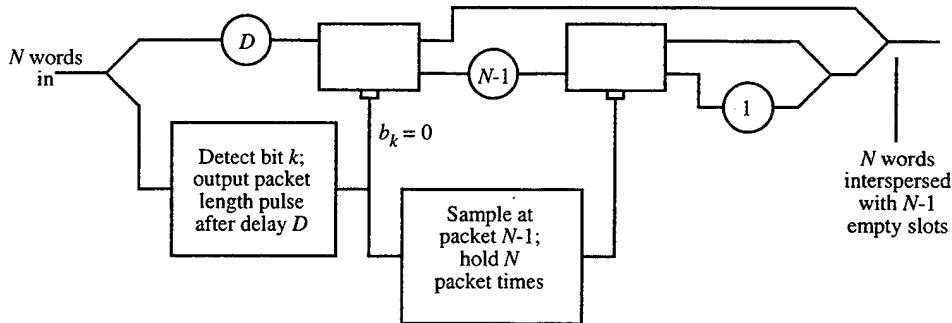 N words
in
D
N-1
1
b_k = 0
Detect bit k;
output packet
length pulse
after delay D
Sample at
packet N-1;
hold N
packet times
N words
interspersed
with N-1
empty slots